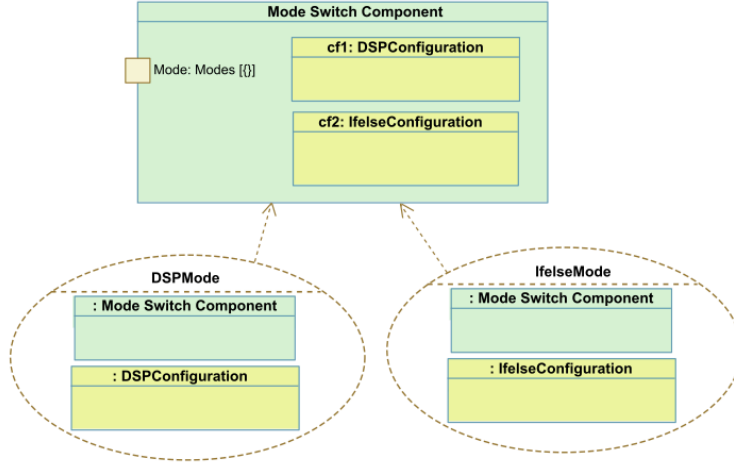 Mode Switch Component
cf1: DSPConfiguration
Mode: Modes [{}]
cf2: IfelseConfiguration
DSPMode
: Mode Switch Component
: DSPConfiguration
IfelseMode
: Mode Switch Component
: IfelseConfiguration